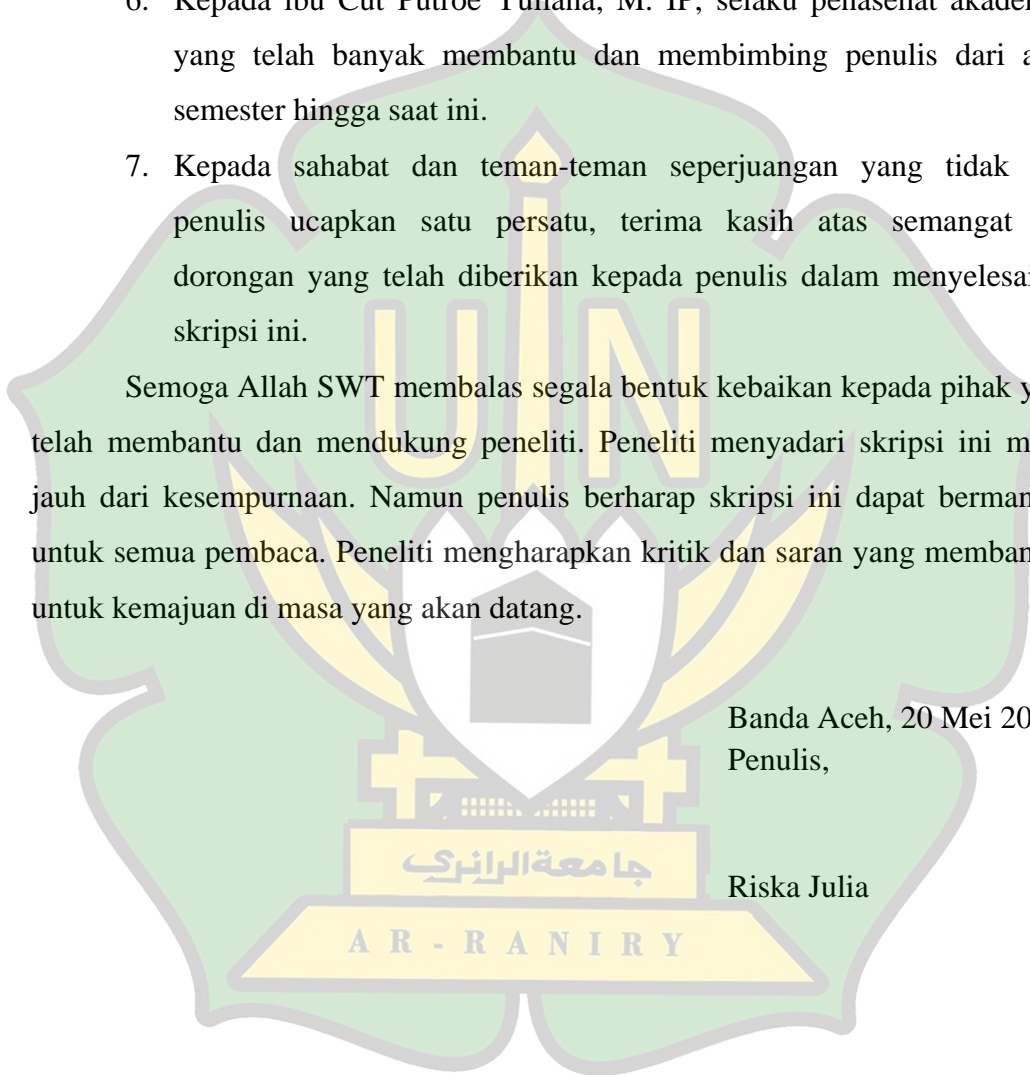 6. Kepada ibu Cut Putroe Yuliana, M. IP, selaku penasehat
yang telah banyak membantu dan membimbing penulis dari
semester hingga saat ini.
7. Kepada sahabat dan teman-teman seperjuangan yang tidak
penulis ucapkan satu persatu, terima kasih atas semangat
dorongan yang telah diberikan kepada penulis dalam
skripsi ini.
Semoga Allah SWT membalas segala bentuk kebaikan kepada pihak
telah membantu dan mendukung peneliti. Peneliti menyadari skripsi ini
jauh dari kesempurnaan. Namun penulis berharap skripsi ini dapat
untuk semua pembaca. Peneliti mengharapkan kritik dan saran yang
untuk kemajuan di masa yang akan datang.
Banda Aceh, 20 Mei
Penulis,
Riska Julia
UIN
جامعة الرانري
AR-RANIRY